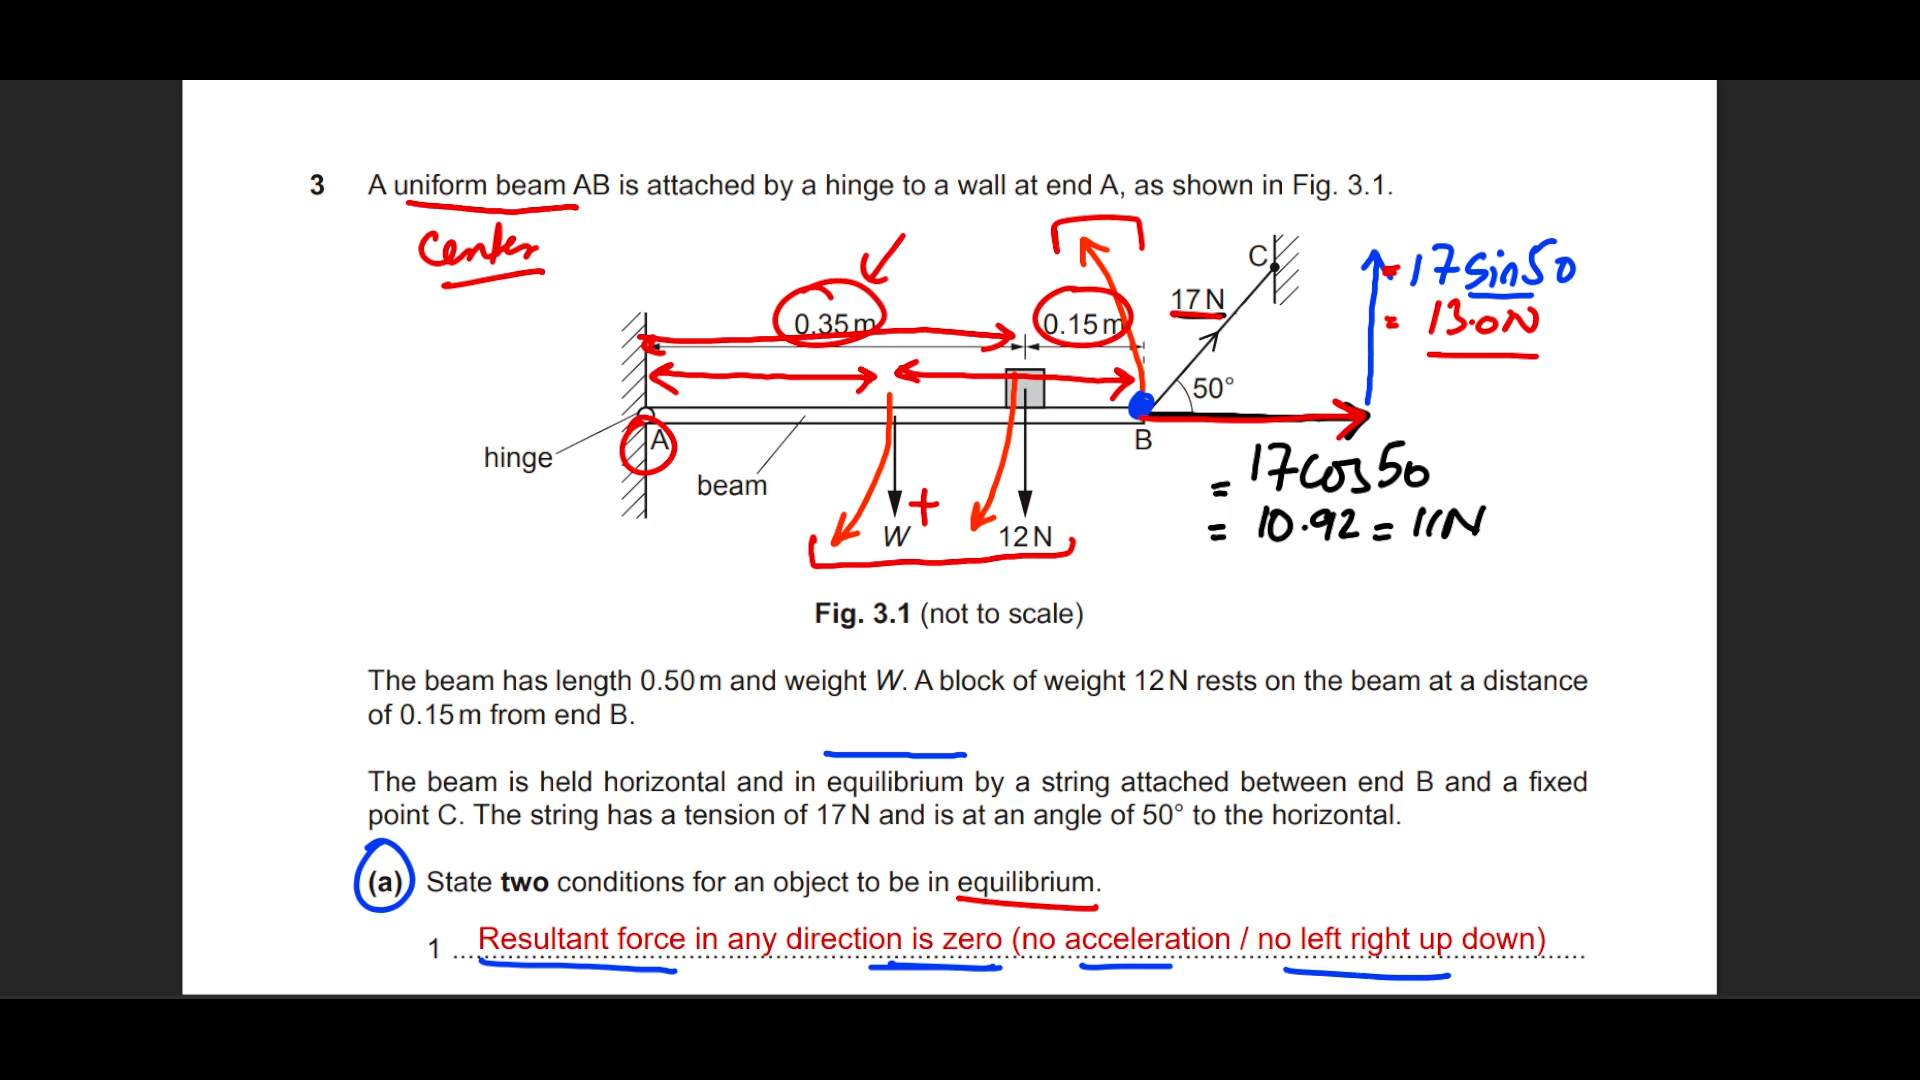 3 A uniform beam AB is attached by a hinge to a wall at end A, as shown in Fig. 3.1.
center
C
17 sin 50
= 13.0N
17 N
0.35 m
0.15 m
50°
A
B
hinge
beam
= 17 cos 50
= 10.92 = 11N
W
+
12 N
Fig. 3.1 (not to scale)
The beam has length 0.50 m and weight W. A block of weight 12 N rests on the beam at a distance
of 0.15 m from end B.
The beam is held horizontal and in equilibrium by a string attached between end B and a fixed
point C. The string has a tension of 17 N and is at an angle of 50° to the horizontal.
(a) State two conditions for an object to be in equilibrium.
1 Resultant force in any direction is zero (no acceleration / no left right up down)